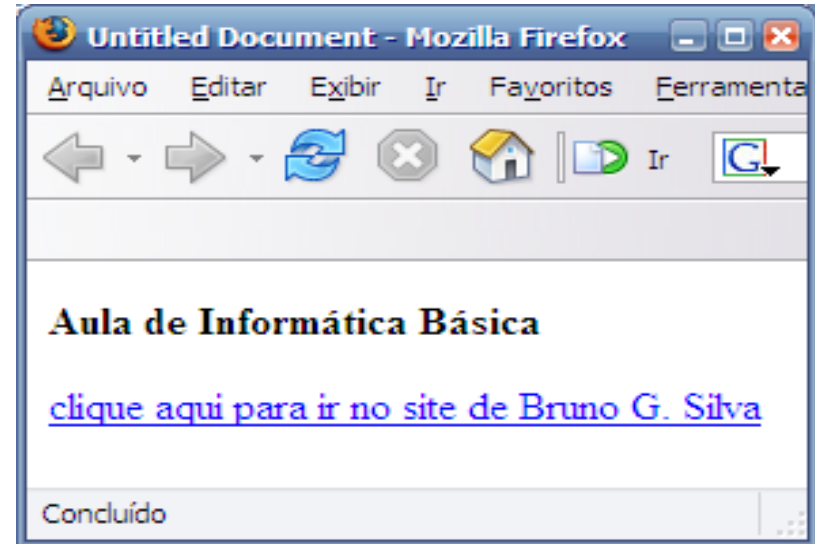 Untitled Document - Mozilla Firefox
Arquivo Editar Exibir Ir Favoritos Ferramenta
Ir G
Aula de Informática Básica
clique aqui para ir no site de Bruno G. Silva
Concluído